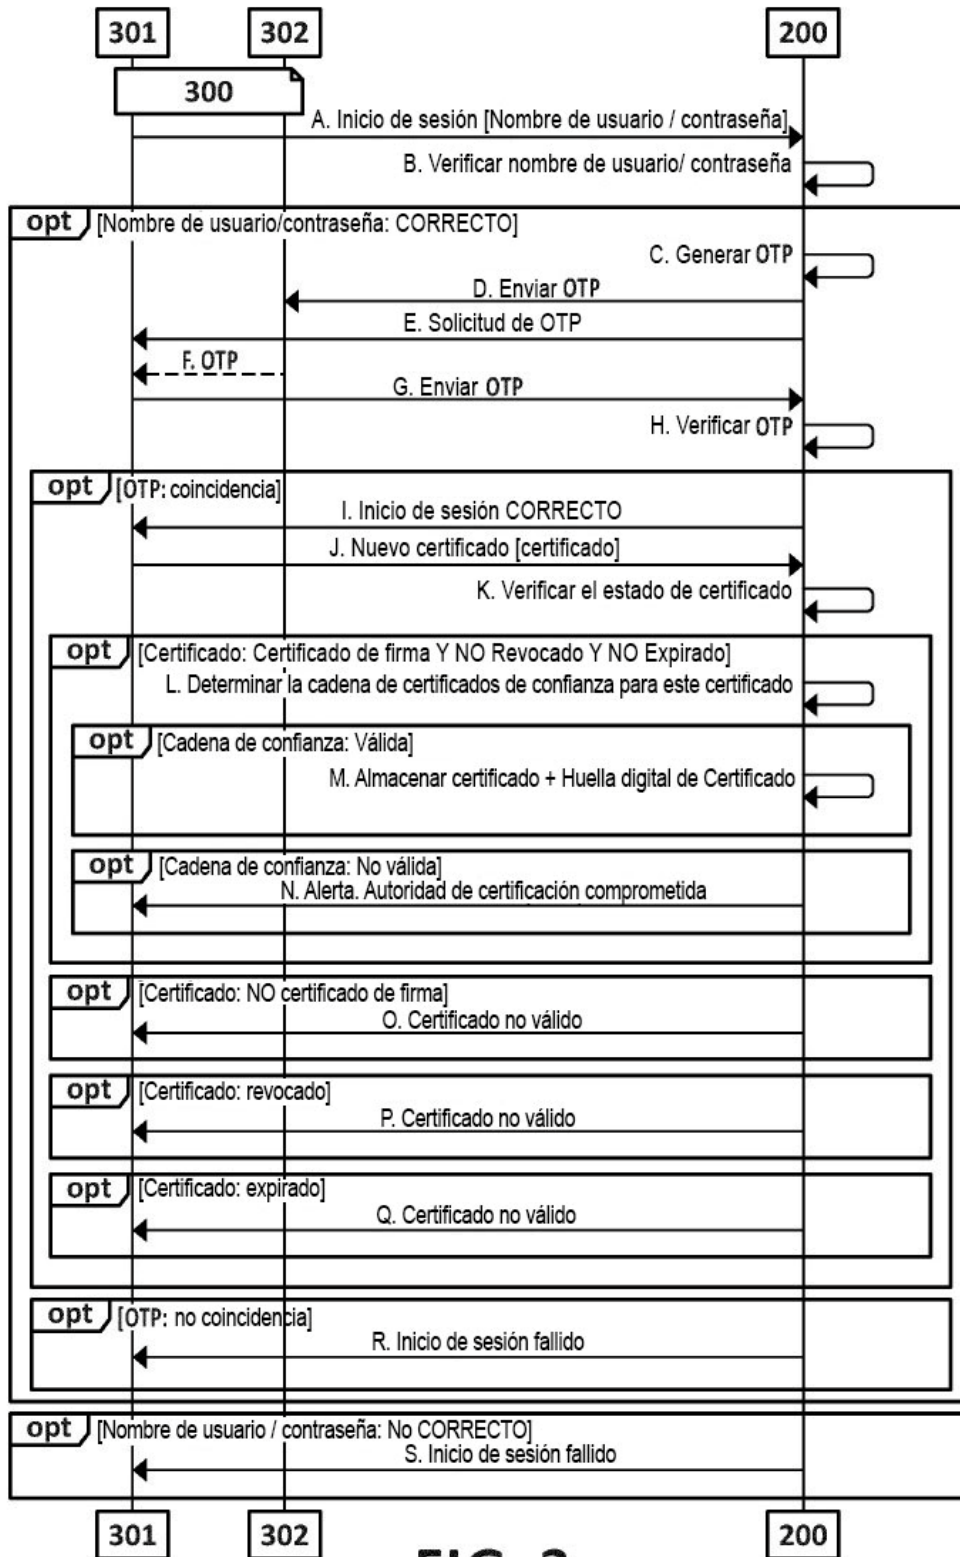 301 302 200
300
A. Inicio de sesión [Nombre de usuario / contraseña]
B. Verificar nombre de usuario/ contraseña
opt [Nombre de usuario/contraseña: CORRECTO]
C. Generar OTP
D. Enviar OTP
E. Solicitud de OTP
F. OTP
G. Enviar OTP
H. Verificar OTP
opt [OTP: coincidencia]
I. Inicio de sesión CORRECTO
J. Nuevo certificado [certificado]
K. Verificar el estado de certificado
opt [Certificado: Certificado de firma Y NO Revocado Y NO Expirado]
L. Determinar la cadena de certificados de confianza para este certificado
opt [Cadena de confianza: Válida]
M. Almacenar certificado + Huella digital de Certificado
opt [Cadena de confianza: No válida]
N. Alerta. Autoridad de certificación comprometida
opt [Certificado: NO certificado de firma]
O. Certificado no válido
opt [Certificado: revocado]
P. Certificado no válido
opt [Certificado: expirado]
Q. Certificado no válido
opt [OTP: no coincidencia]
R. Inicio de sesión fallido
opt [Nombre de usuario / contraseña: No CORRECTO]
S. Inicio de sesión fallido
301 302 200